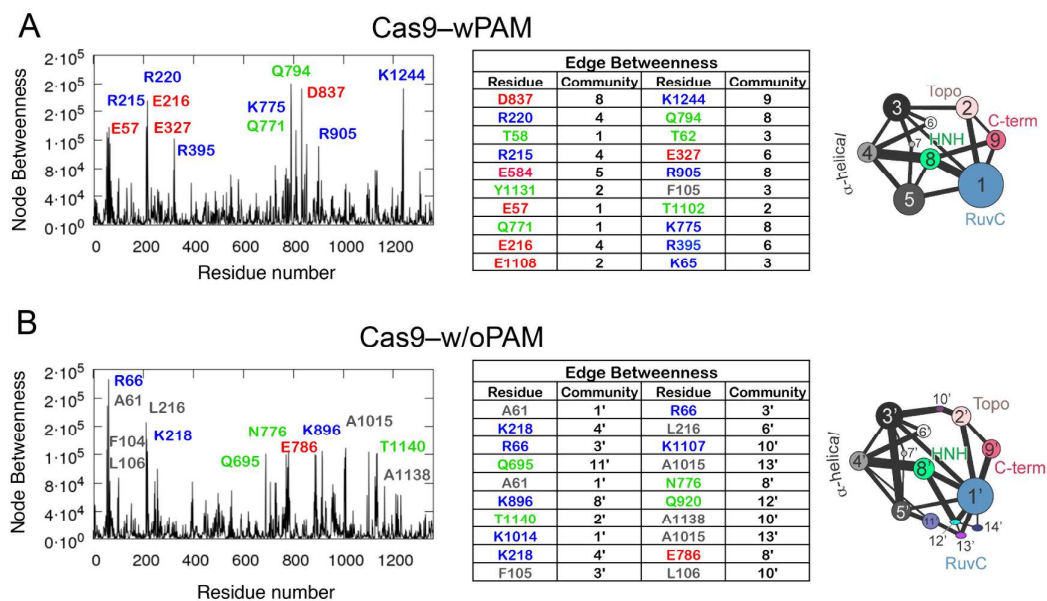 A
Cas9–wPAM
Node Betweenness
2·10⁵
2·10⁵
1·10⁵
8·10⁴
4·10⁴
0·10⁰
0 200 400 600 800 1000 1200
Residue number
R220
R215 E216
E57 E327
R395
Q794
K775 D837
Q771
R905
K1244
Edge Betweenness
Residue Community Residue Community
D837 8 K1244 9
R220 4 Q794 8
T58 1 T62 3
R215 4 E327 6
E584 5 R905 8
Y1131 2 F105 3
E57 1 T1102 2
Q771 1 K775 8
E216 4 R395 6
E1108 2 K65 3
α-helical
3
2
Topo
6
C-term
7
HNH
9
4
8
1
5
RuvC
B
Cas9–w/oPAM
Node Betweenness
2·10⁵
2·10⁵
1·10⁵
8·10⁴
4·10⁴
0·10⁰
0 200 400 600 800 1000 1200
Residue number
R66
A61
L216
F104 K218
L106
N776 K896 A1015
Q695 E786
T1140
A1138
Edge Betweenness
Residue Community Residue Community
A61 1' R66 3'
K218 4' L216 6'
R66 3' K1107 10'
Q695 11' A1015 13'
A61 1' N776 8'
K896 8' Q920 12'
T1140 2' A1138 10'
K1014 1' A1015 13'
K218 4' E786 8'
F105 3' L106 10'
α-helical
10'
3'
2'
Topo
6'
7'
HNH
9'
4'
8'
C-term
1'
5'
11'
12'
13'
14'
RuvC